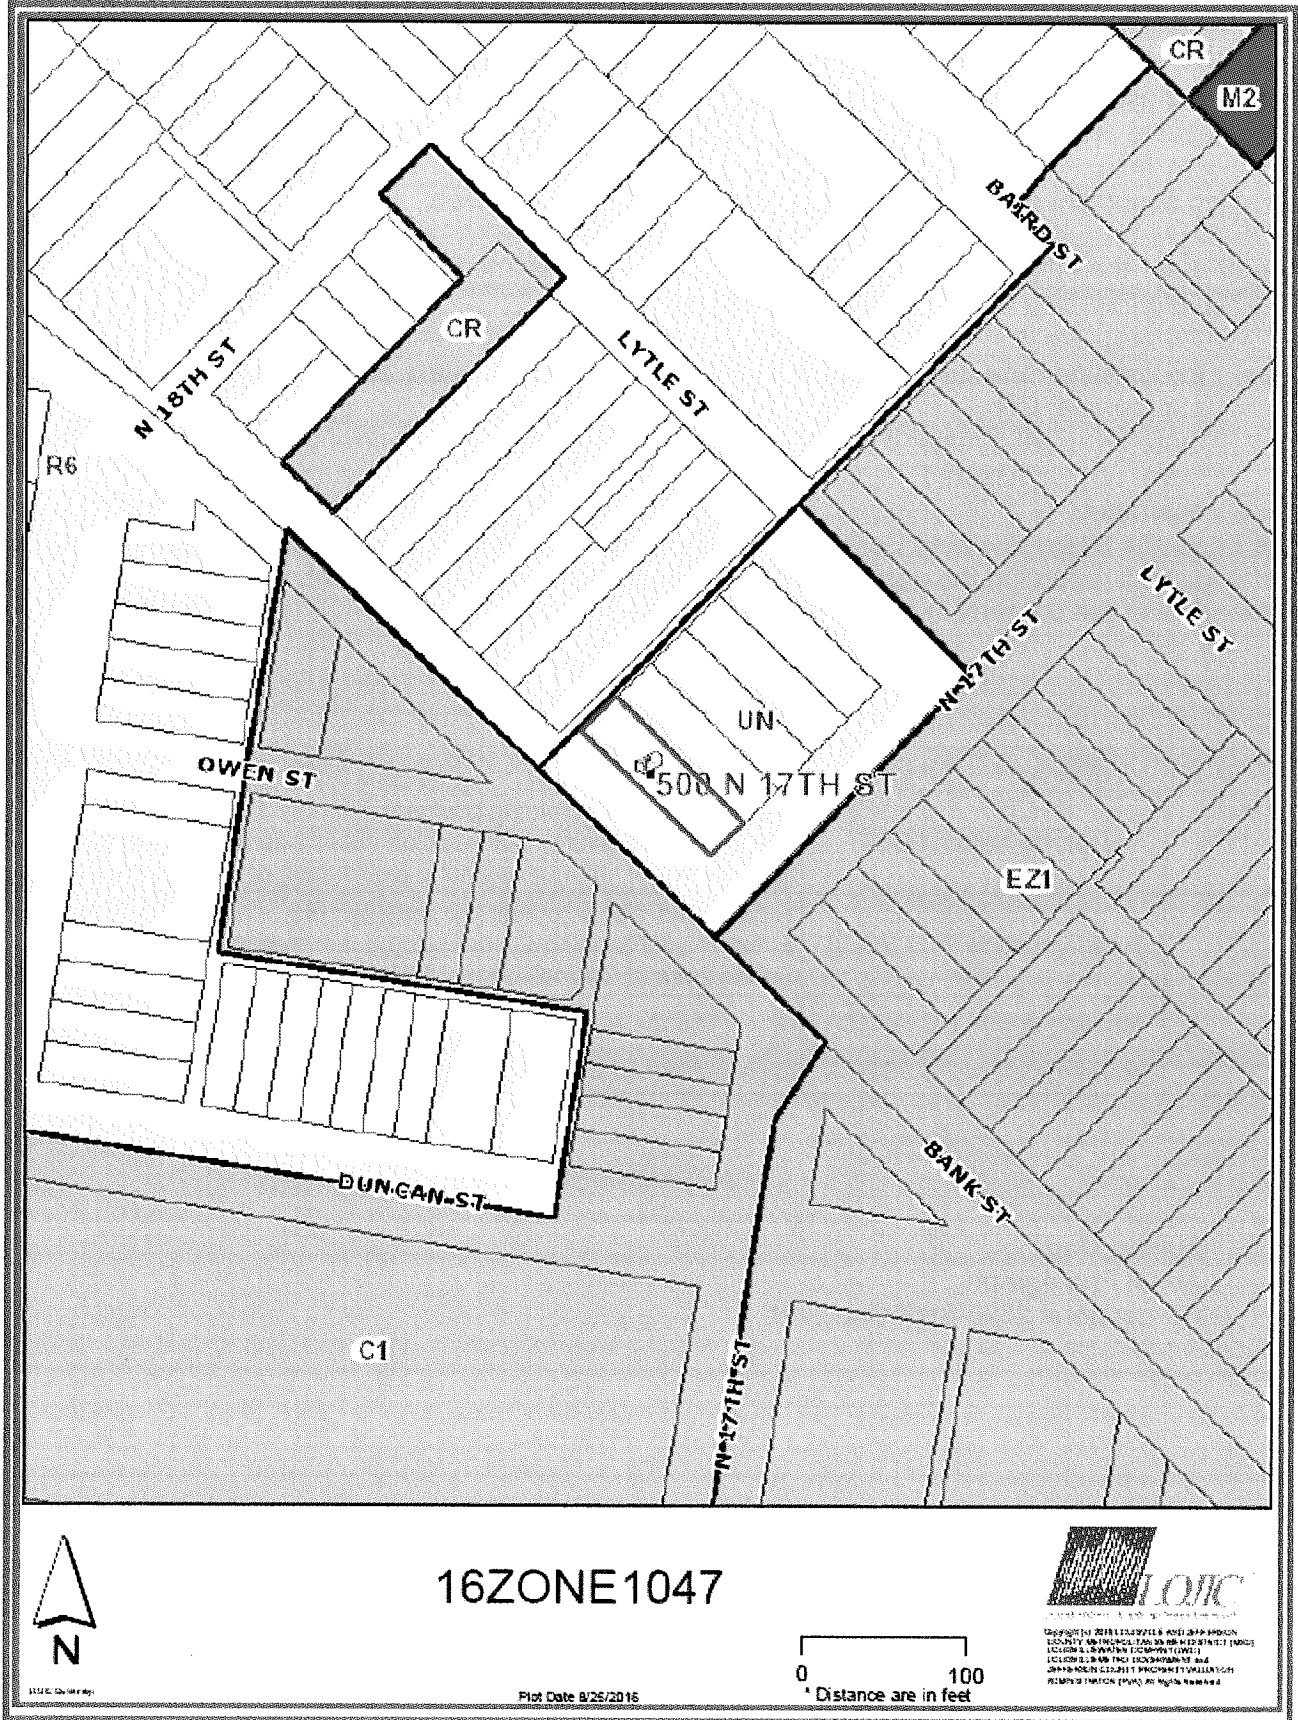 CR
M2
BAIRD ST
CR
LYTLE ST
N 18TH ST
R6
LYTLE ST
N 17TH ST
UN
OWEN ST
500 N 17TH ST
EZ1
BANK ST
DUNCAN ST
C1
N 17TH ST
16ZONE1047
LOJIC
N
0 100
* Distance are in feet
Plot Date 8/25/2016